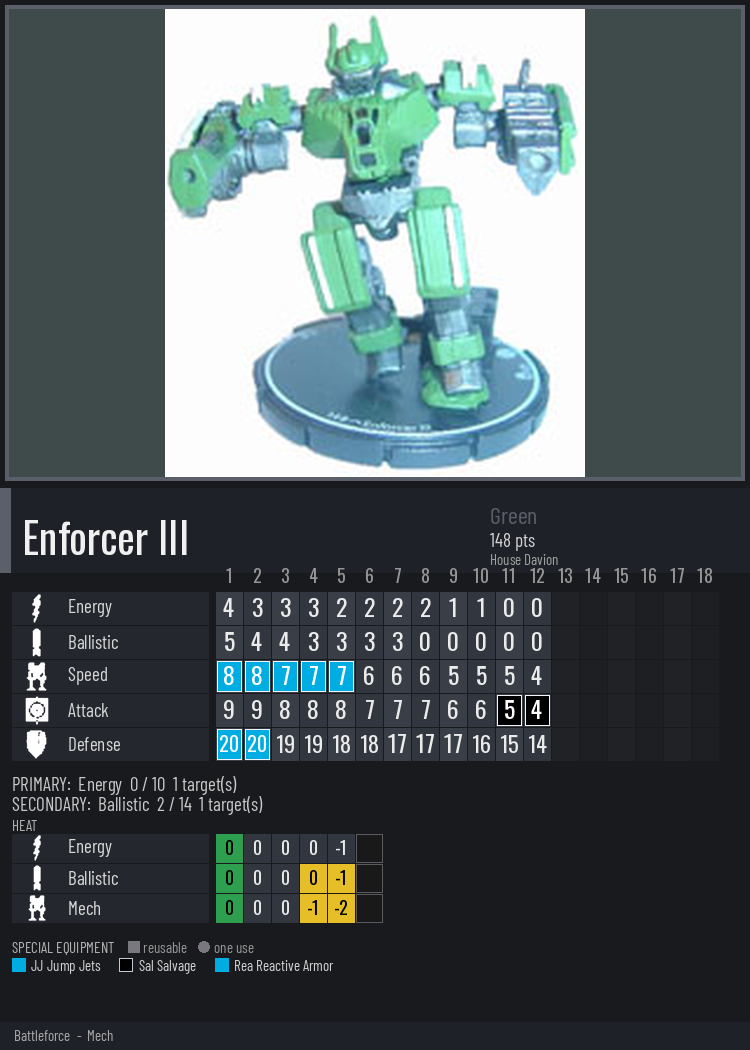 Enforcer III
Green
148 pts
House Davion
1 2 3 4 5 6 7 8 9 10 11 12 13 14 15 16 17 18
Energy 4 3 3 3 2 2 2 2 1 1 0 0
Ballistic 5 4 4 3 3 3 3 0 0 0 0 0
Speed 8 8 7 7 7 6 6 6 5 5 5 4
Attack 9 9 8 8 8 7 7 7 6 6 5 4
Defense 20 20 19 19 18 18 17 17 17 16 15 14
PRIMARY: Energy 0 / 10 1 target(s)
SECONDARY: Ballistic 2 / 14 1 target(s)
HEAT
Energy 0 0 0 0 -1
Ballistic 0 0 0 0 -1
Mech 0 0 0 -1 -2
SPECIAL EQUIPMENT reusable one use
JJ Jump Jets Sal Salvage Rea Reactive Armor
Battleforce - Mech